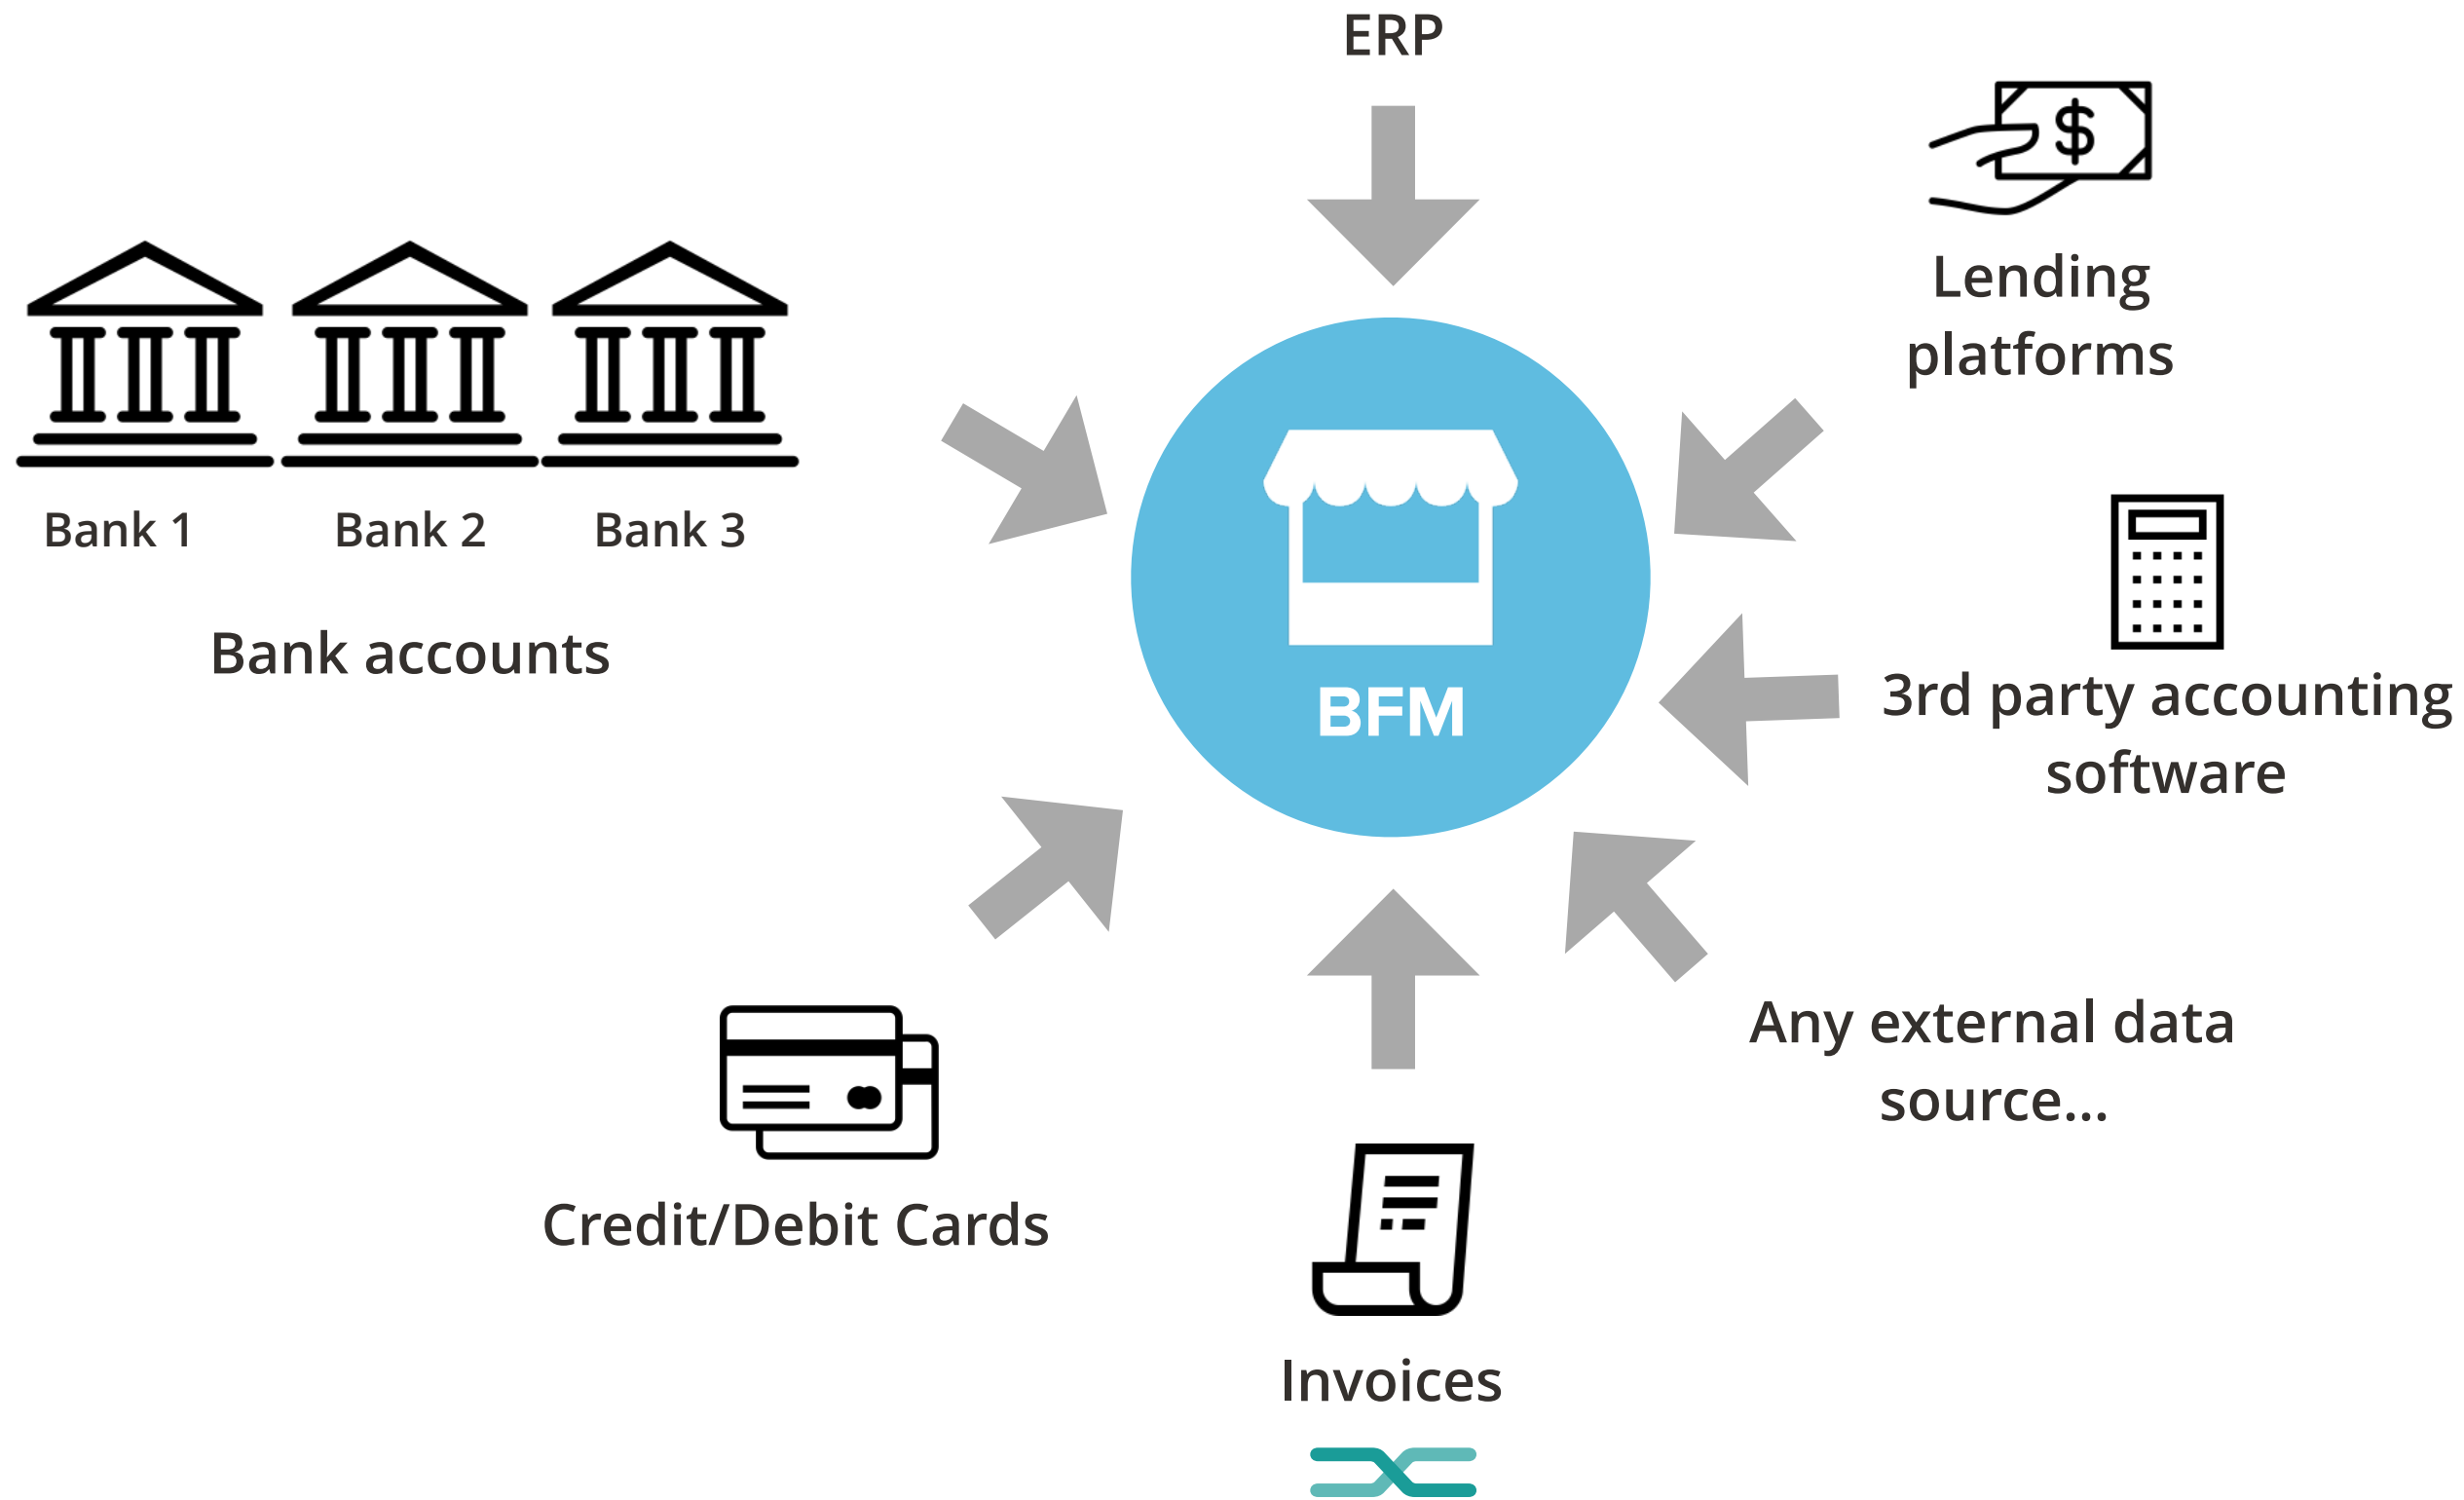 ERP
Lending
platforms
Bank 1
Bank 2
Bank 3
Bank accounts
BFM
3rd party accounting
software
Any external data
source...
Credit/Debit Cards
Invoices